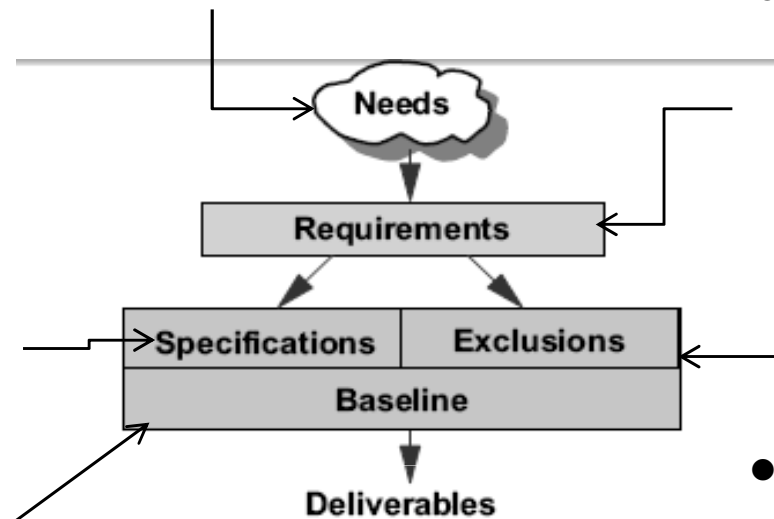 Needs
Requirements
Specifications
Exclusions
Baseline
Deliverables